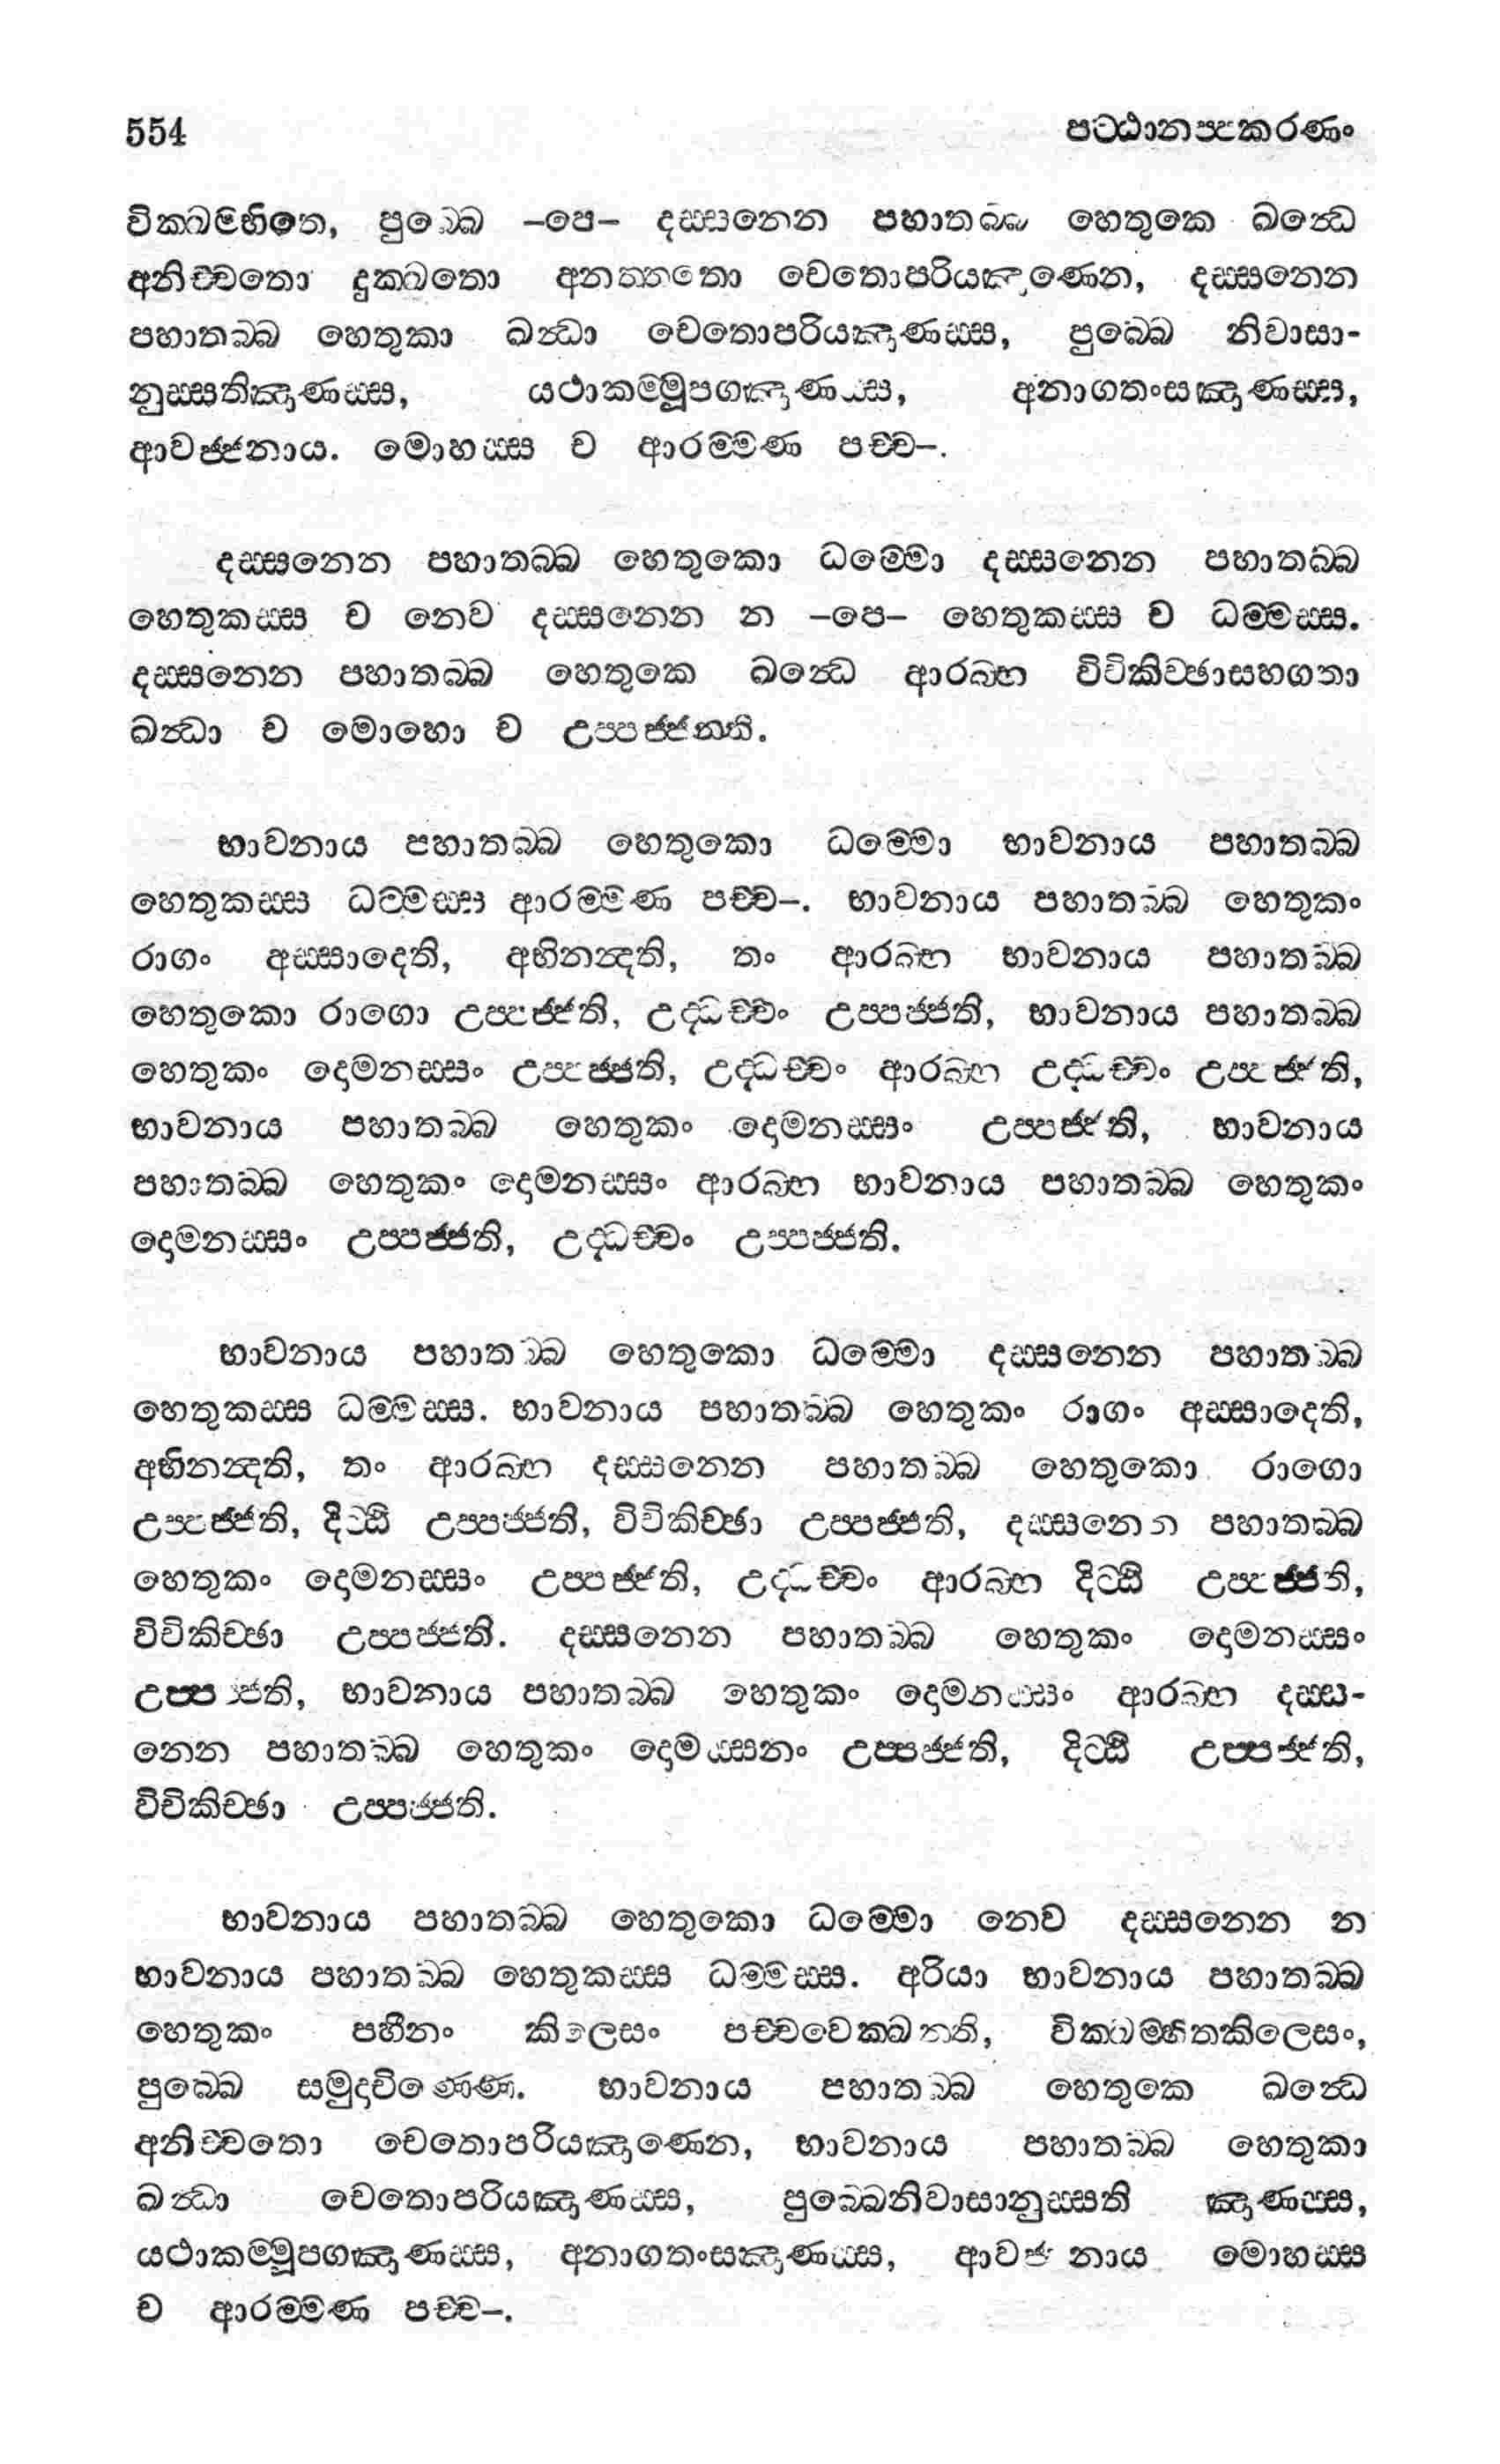 554 පට්ඨානප්පකරණං
වික්ඛම්භිතෙ, පුබ්බෙ –පෙ– දස්සනෙන පහාතබ්බ හෙතුකෙ ඛන්ධෙ
අනිච්චතො දුක්ඛතො අනත්තතො චෙතොපරියඤාණෙන, දස්සනෙන
පහාතබ්බ හෙතුකා ඛන්ධා චෙතොපරියඤාණස්ස, පුබ්බෙ නිවාසා-
නුස්සතිඤාණස්ස, යථාකම්මූපගඤාණස්ස, අනාගතංසඤාණස්ස,
ආවජ්ජනාය. මොහස්ස ච ආරම්මණ පච්ච–.
දස්සනෙන පහාතබ්බ හෙතුකො ධම්මො දස්සනෙන පහාතබ්බ
හෙතුකස්ස ච නෙව දස්සනෙන න –පෙ– හෙතුකස්ස ච ධම්මස්ස.
දස්සනෙන පහාතබ්බ හෙතුකෙ ඛන්ධෙ ආරබ්භ විචිකිච්ඡාසහගතා
ඛන්ධා ච මොහො ච උප්පජ්ජන්ති.
භාවනාය පහාතබ්බ හෙතුකො ධම්මො භාවනාය පහාතබ්බ
හෙතුකස්ස ධම්මස්ස ආරම්මණ පච්ච–. භාවනාය පහාතබ්බ හෙතුකං
රාගං අස්සාදෙති, අභිනන්දති, තං ආරබ්භ භාවනාය පහාතබ්බ
හෙතුකො රාගො උප්පජ්ජති, උද්ධච්චං උප්පජ්ජති, භාවනාය පහාතබ්බ
හෙතුකං දොමනස්සං උප්පජ්ජති, උද්ධච්චං ආරබ්භ උද්ධච්චං උප්පජ්ජති,
භාවනාය පහාතබ්බ හෙතුකං දොමනස්සං උප්පජ්ජති, භාවනාය
පහාතබ්බ හෙතුකං දොමනස්සං ආරබ්භ භාවනාය පහාතබ්බ හෙතුකං
දොමනස්සං උප්පජ්ජති, උද්ධච්චං උප්පජ්ජති.
භාවනාය පහාතබ්බ හෙතුකො ධම්මො දස්සනෙන පහාතබ්බ
හෙතුකස්ස ධම්මස්ස. භාවනාය පහාතබ්බ හෙතුකං රාගං අස්සාදෙති,
අභිනන්දති, තං ආරබ්භ දස්සනෙන පහාතබ්බ හෙතුකො රාගො
උප්පජ්ජති, දිට්ඨි උප්පජ්ජති, විචිකිච්ඡා උප්පජ්ජති, දස්සනෙන පහාතබ්බ
හෙතුකං දොමනස්සං උප්පජ්ජති, උද්ධච්චං ආරබ්භ දිට්ඨි උප්පජ්ජති,
විචිකිච්ඡා උප්පජ්ජති. දස්සනෙන පහාතබ්බ හෙතුකං දොමනස්සං
උප්පජ්ජති, භාවනාය පහාතබ්බ හෙතුකං දොමනස්සං ආරබ්භ දස්ස-
නෙන පහාතබ්බ හෙතුකං දොමස්සනං උප්පජ්ජති, දිට්ඨි උප්පජ්ජති,
විචිකිච්ඡා උප්පජ්ජති.
භාවනාය පහාතබ්බ හෙතුකො ධම්මො නෙව දස්සනෙන න
භාවනාය පහාතබ්බ හෙතුකස්ස ධම්මස්ස. අරියා භාවනාය පහාතබ්බ
හෙතුකං පහීනං කිලෙසං පච්චවෙක්ඛන්ති, වික්ඛම්භිතකිලෙසං,
පුබ්බෙ සමුදාචිණ්ණෙ. භාවනාය පහාතබ්බ හෙතුකෙ ඛන්ධෙ
අනිච්චතො චෙතොපරියඤාණෙන, භාවනාය පහාතබ්බ හෙතුකා
ඛන්ධා චෙතොපරියඤාණස්ස, පුබ්බෙනිවාසානුස්සති ඤාණස්ස,
යථාකම්මූපගඤාණස්ස, අනාගතංසඤාණස්ස, ආවජ්ජනාය මොහස්ස
ච ආරම්මණ පච්ච–.